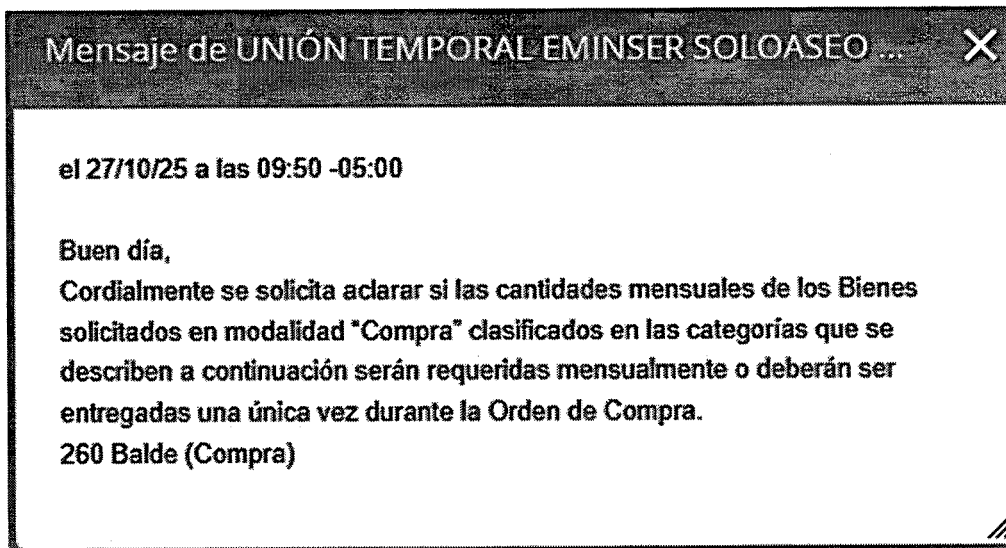 Mensaje de UNIÓN TEMPORAL EMINSER SOLOASEO ...
el 27/10/25 a las 09:50 -05:00
Buen día,
Cordialmente se solicita aclarar si las cantidades mensuales de los Bienes
solicitados en modalidad "Compra" clasificados en las categorías que se
describen a continuación serán requeridas mensualmente o deberán ser
entregadas una única vez durante la Orden de Compra.
260 Balde (Compra)